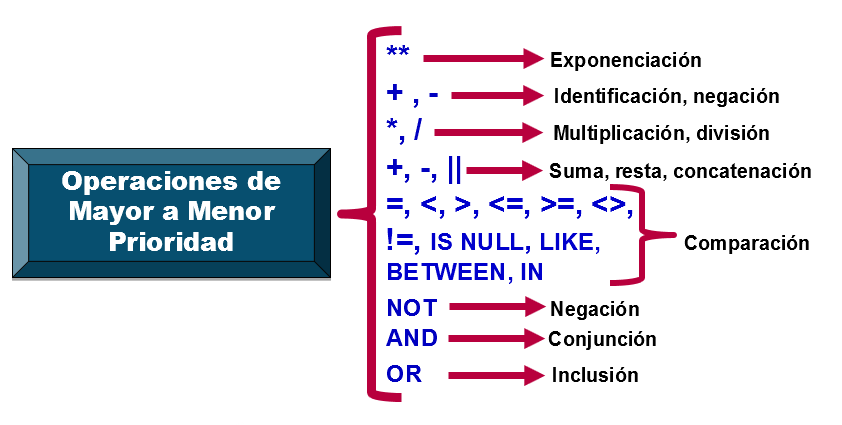 Operaciones de
Mayor a Menor
Prioridad
** Exponenciación
+ , - Identificación, negación
*, / Multiplicación, división
+, -, || Suma, resta, concatenación
=, <, >, <=, >=, <>,
!=, IS NULL, LIKE,
BETWEEN, IN
Comparación
NOT Negación
AND Conjunción
OR Inclusión